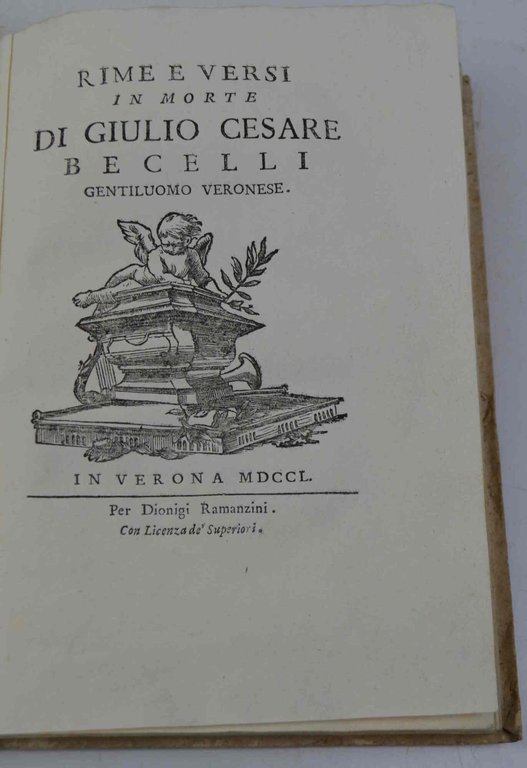 RIME E VERSI
IN MORTE
DI GIULIO CESARE
BECELLI
GENTILUOMO VERONESE.
IN VERONA MDCCL.
Per Dionigi Ramanzini.
Con Licenza de' Superiori.